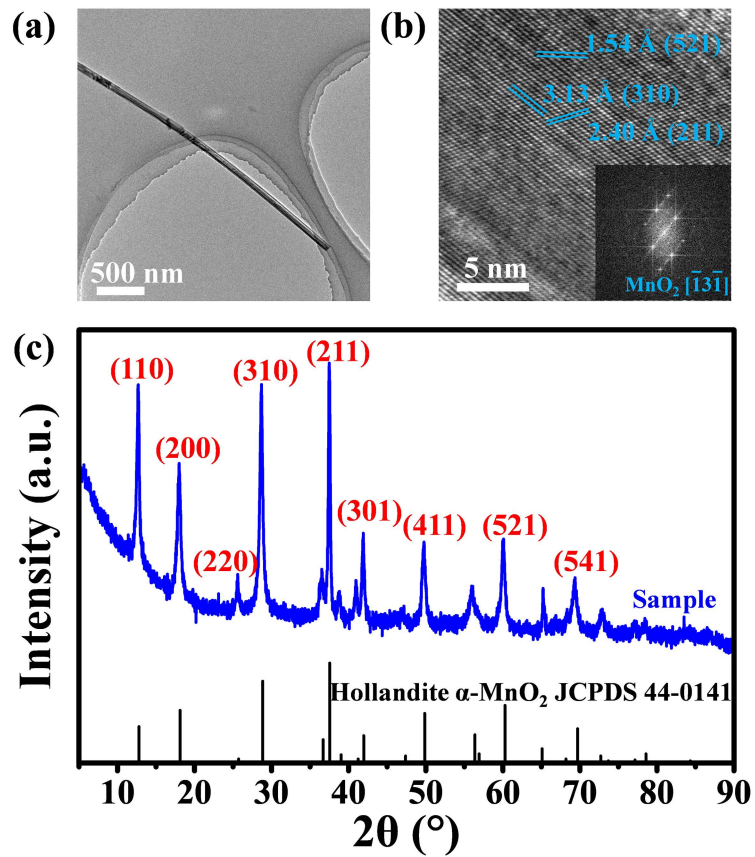 (a)
500 nm
(b)
1.54 Å (521)
3.13 Å (310)
2.40 Å (211)
5 nm
MnO₂ [1̄31̄]
(c)
(110)
(200)
(220)
(310)
(211)
(301)
(411)
(521)
(541)
Sample
Hollandite α-MnO₂ JCPDS 44-0141
Intensity (a.u.)
10 20 30 40 50 60 70 80 90
2θ (°)